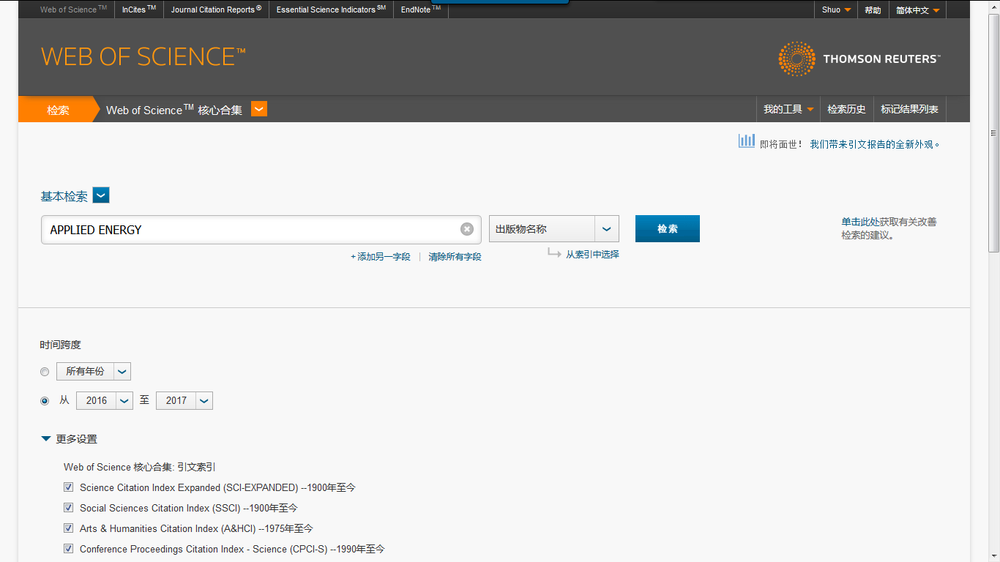 Web of Science™ InCites™ Journal Citation Reports® Essential Science Indicators℠ EndNote™ Shuo 帮助 简体中文
WEB OF SCIENCE™ THOMSON REUTERS™
检索 Web of Science™ 核心合集 我的工具 检索历史 标记结果列表
即将面世! 我们带来引文报告的全新外观。
基本检索
APPLIED ENERGY 出版物名称 检索
单击此处获取有关改善
检索的建议。
+ 添加另一字段 | 清除所有字段 从索引中选择
时间跨度
所有年份
从 2016 至 2017
更多设置
Web of Science 核心合集: 引文索引
Science Citation Index Expanded (SCI-EXPANDED) --1900年至今
Social Sciences Citation Index (SSCI) --1900年至今
Arts & Humanities Citation Index (A&HCI) --1975年至今
Conference Proceedings Citation Index - Science (CPCI-S) --1990年至今